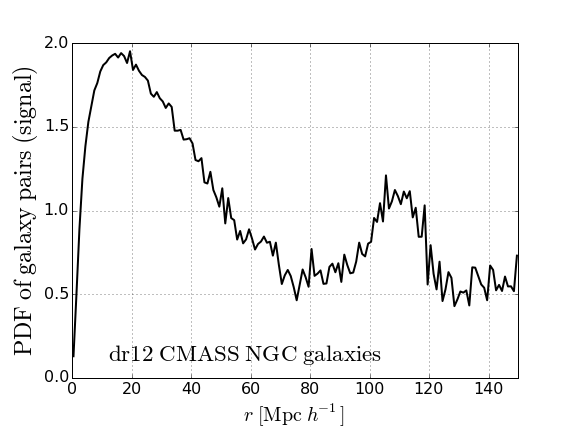 2.0
1.5
1.0
0.5
0.0
PDF of galaxy pairs (signal)
dr12 CMASS NGC galaxies
0 20 40 60 80 100 120 140
r [Mpc h⁻¹]